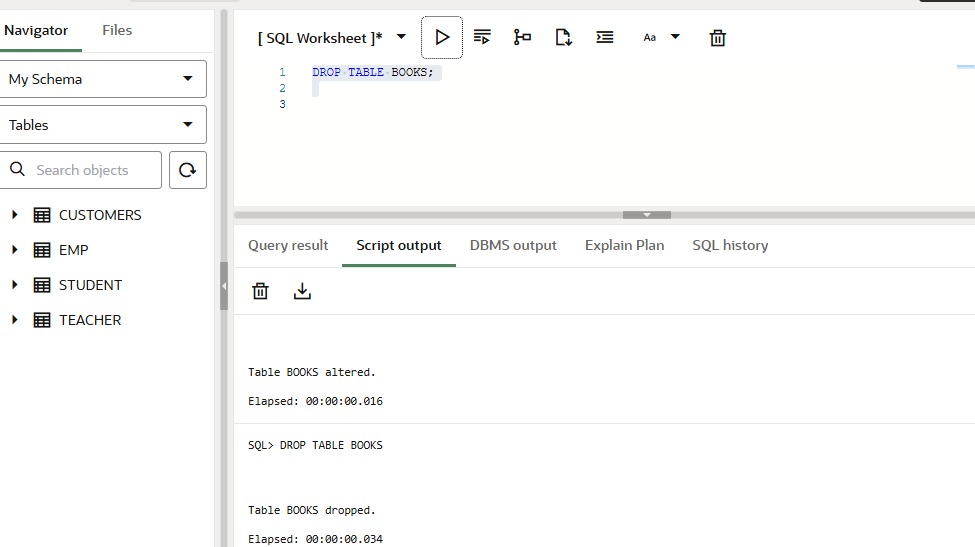 Navigator Files
My Schema
Tables
Search objects
CUSTOMERS
EMP
STUDENT
TEACHER
[ SQL Worksheet ]* Aa
1 DROP TABLE BOOKS;
2
3
Query result Script output DBMS output Explain Plan SQL history
Table BOOKS altered.
Elapsed: 00:00:00.016
SQL> DROP TABLE BOOKS
Table BOOKS dropped.
Elapsed: 00:00:00.034